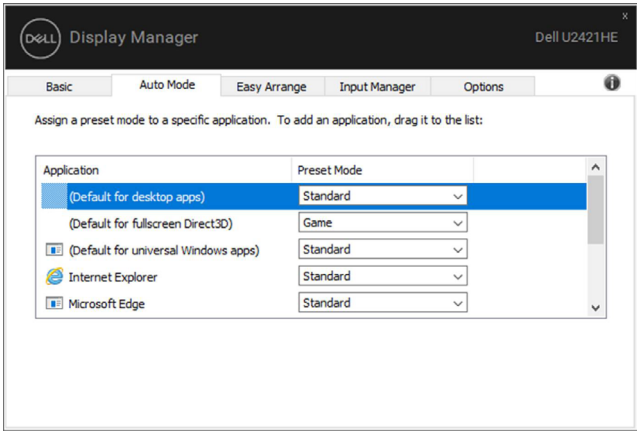 x
DELL Display Manager
Dell U2421HE
Basic Auto Mode Easy Arrange Input Manager Options
Assign a preset mode to a specific application. To add an application, drag it to the list:
Application Preset Mode
(Default for desktop apps) Standard
(Default for fullscreen Direct3D) Game
(Default for universal Windows apps) Standard
Internet Explorer Standard
Microsoft Edge Standard